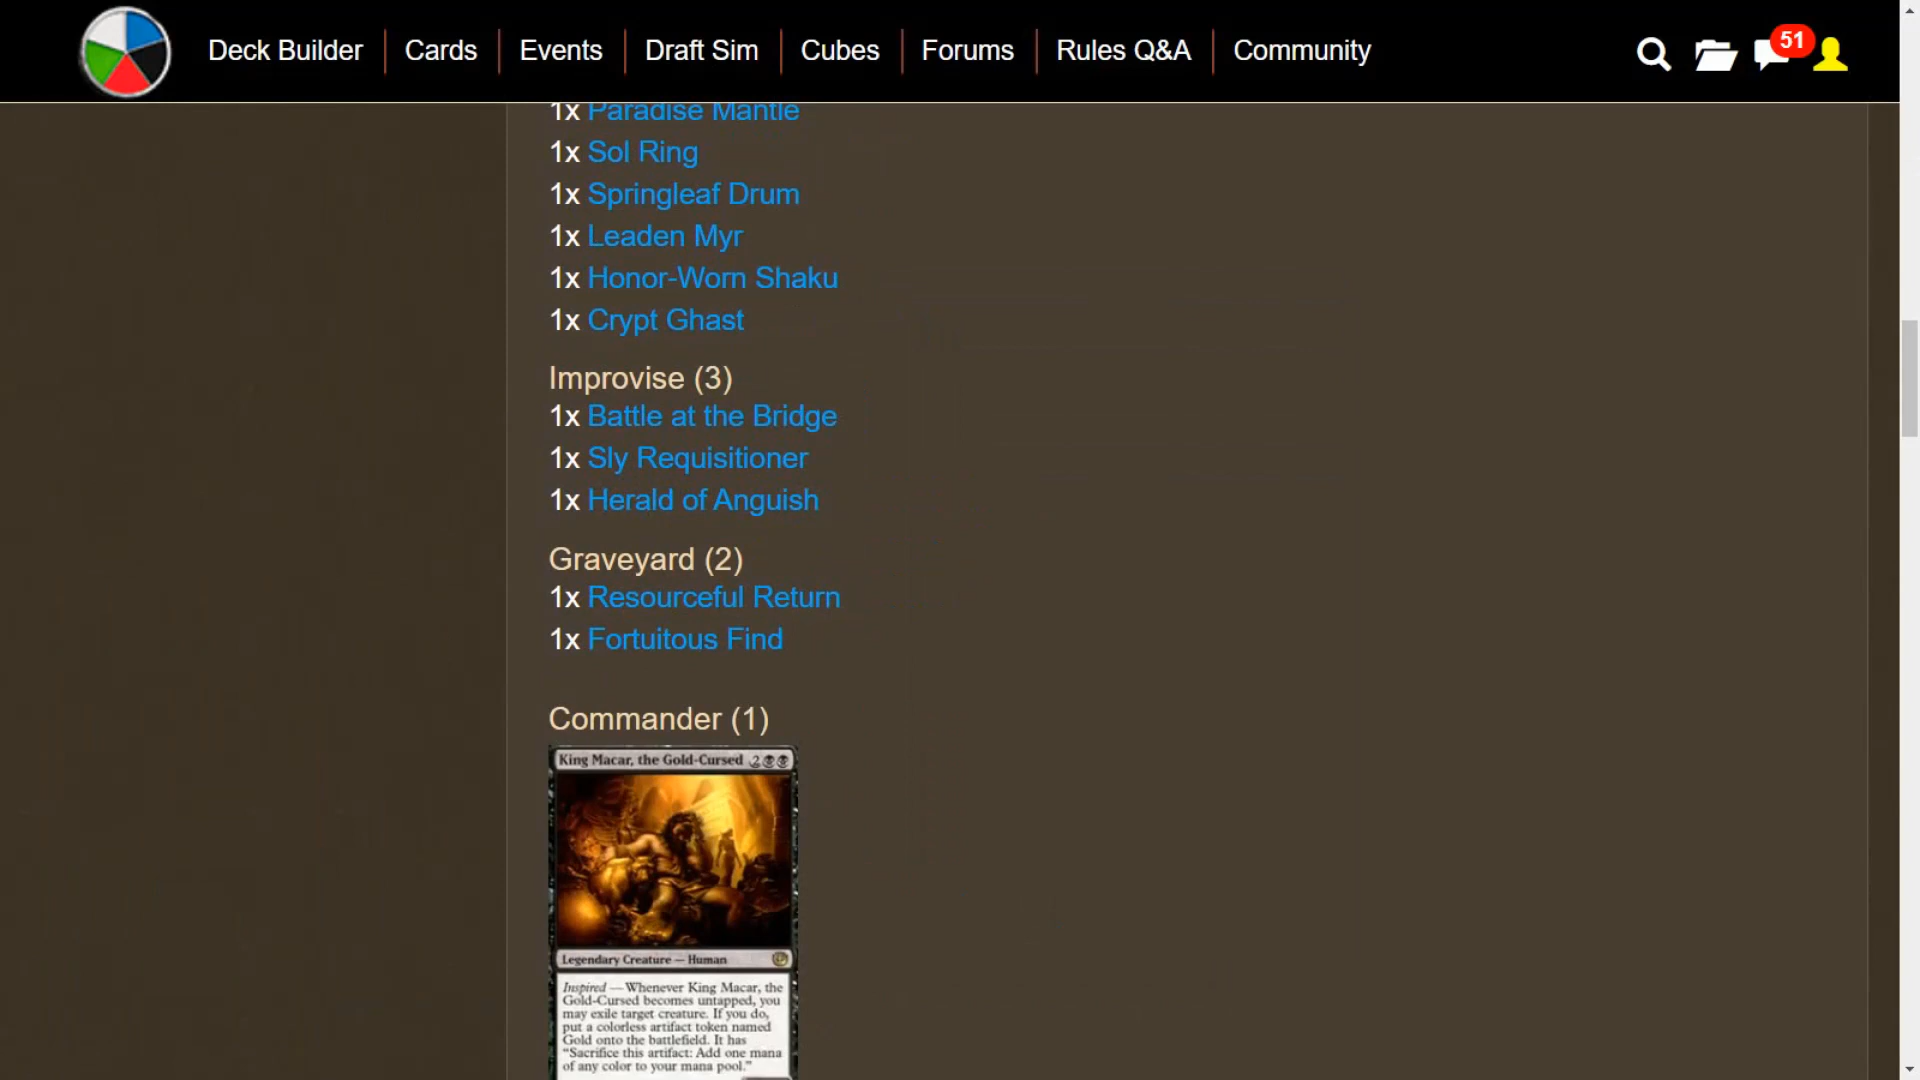 Deck Builder Cards Events Draft Sim Cubes Forums Rules Q&A Community 51
1x Paradise Mantle
1x Sol Ring
1x Springleaf Drum
1x Leaden Myr
1x Honor-Worn Shaku
1x Crypt Ghast
Improvise (3)
1x Battle at the Bridge
1x Sly Requisitioner
1x Herald of Anguish
Graveyard (2)
1x Resourceful Return
1x Fortuitous Find
Commander (1)
King Macar, the Gold-Cursed 2
Legendary Creature — Human
Inspired — Whenever King Macar, the
Gold-Cursed becomes untapped, you
may exile target creature. If you do,
put a colorless artifact token named
Gold onto the battlefield. It has
“Sacrifice this artifact: Add one mana
of any color to your mana pool.”